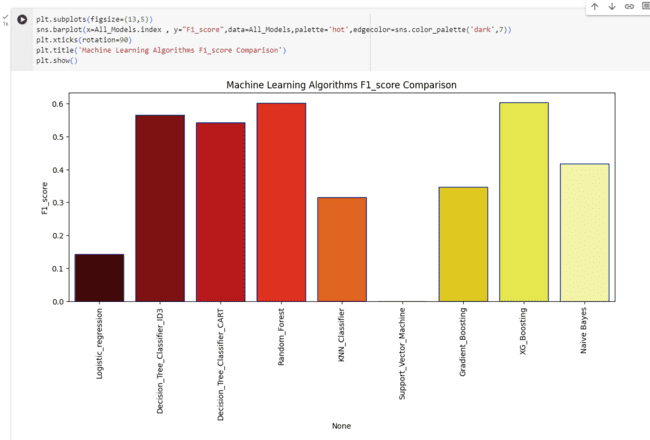 plt.subplots(figsize=(13,5))
sns.barplot(x=All_Models.index , y="F1_score",data=All_Models,palette='hot',edgecolor=sns.color_palette('dark',7))
plt.xticks(rotation=90)
plt.title('Machine Learning Algorithms F1_score Comparison')
plt.show()
1s
Machine Learning Algorithms F1_score Comparison
F1_score
0.6
0.5
0.4
0.3
0.2
0.1
0.0
Logistic_regression
Decision_Tree_Classifier_ID3
Decision_Tree_Classifier_CART
Random_Forest
KNN_Classifier
Support_Vector_Machine
Gradient_Boosting
XG_Boosting
Naive Bayes
None